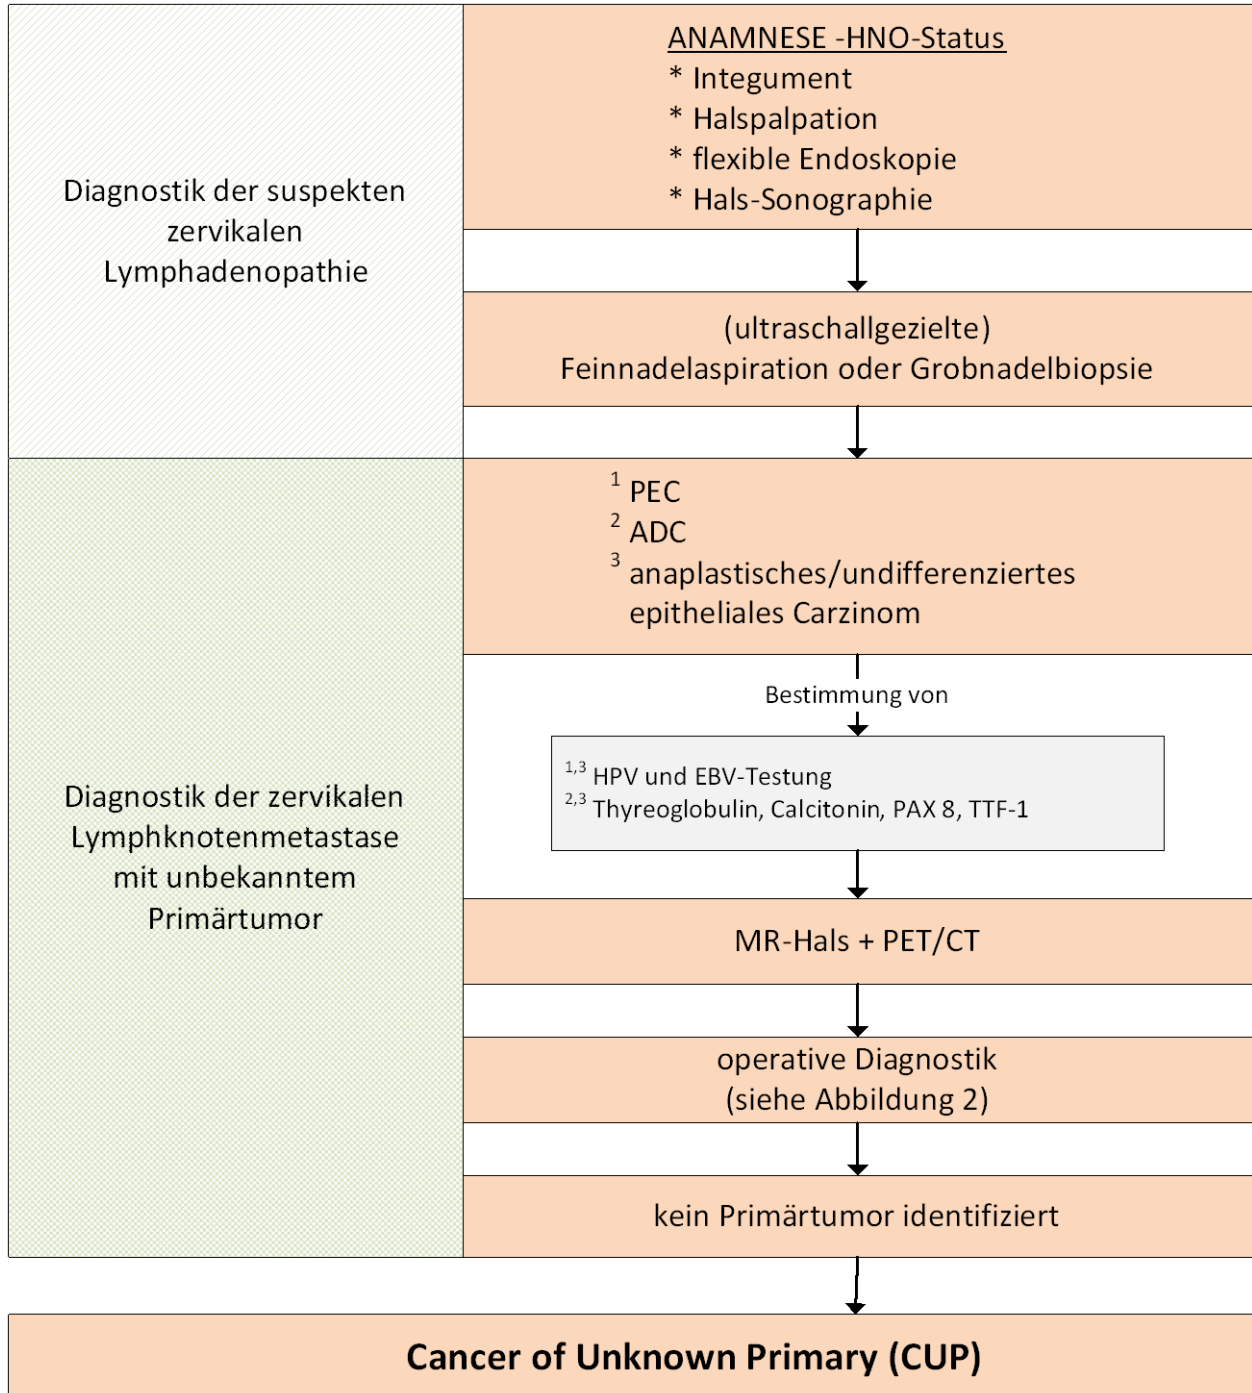 ANAMNESE -HNO-Status
* Integument
* Halspalpation
* flexible Endoskopie
* Hals-Sonographie
Diagnostik der suspekten
zervikalen
Lymphadenopathie
(ultraschallgezielte)
Feinnadelaspiration oder Grobnadelbiopsie
1 PEC
2 ADC
3 anaplastisches/undifferenziertes
epitheliales Carzinom
Bestimmung von
1,3 HPV und EBV-Testung
2,3 Thyreoglobulin, Calcitonin, PAX 8, TTF-1
Diagnostik der zervikalen
Lymphknotenmetastase
mit unbekanntem
Primärtumor
MR-Hals + PET/CT
operative Diagnostik
(siehe Abbildung 2)
kein Primärtumor identifiziert
Cancer of Unknown Primary (CUP)